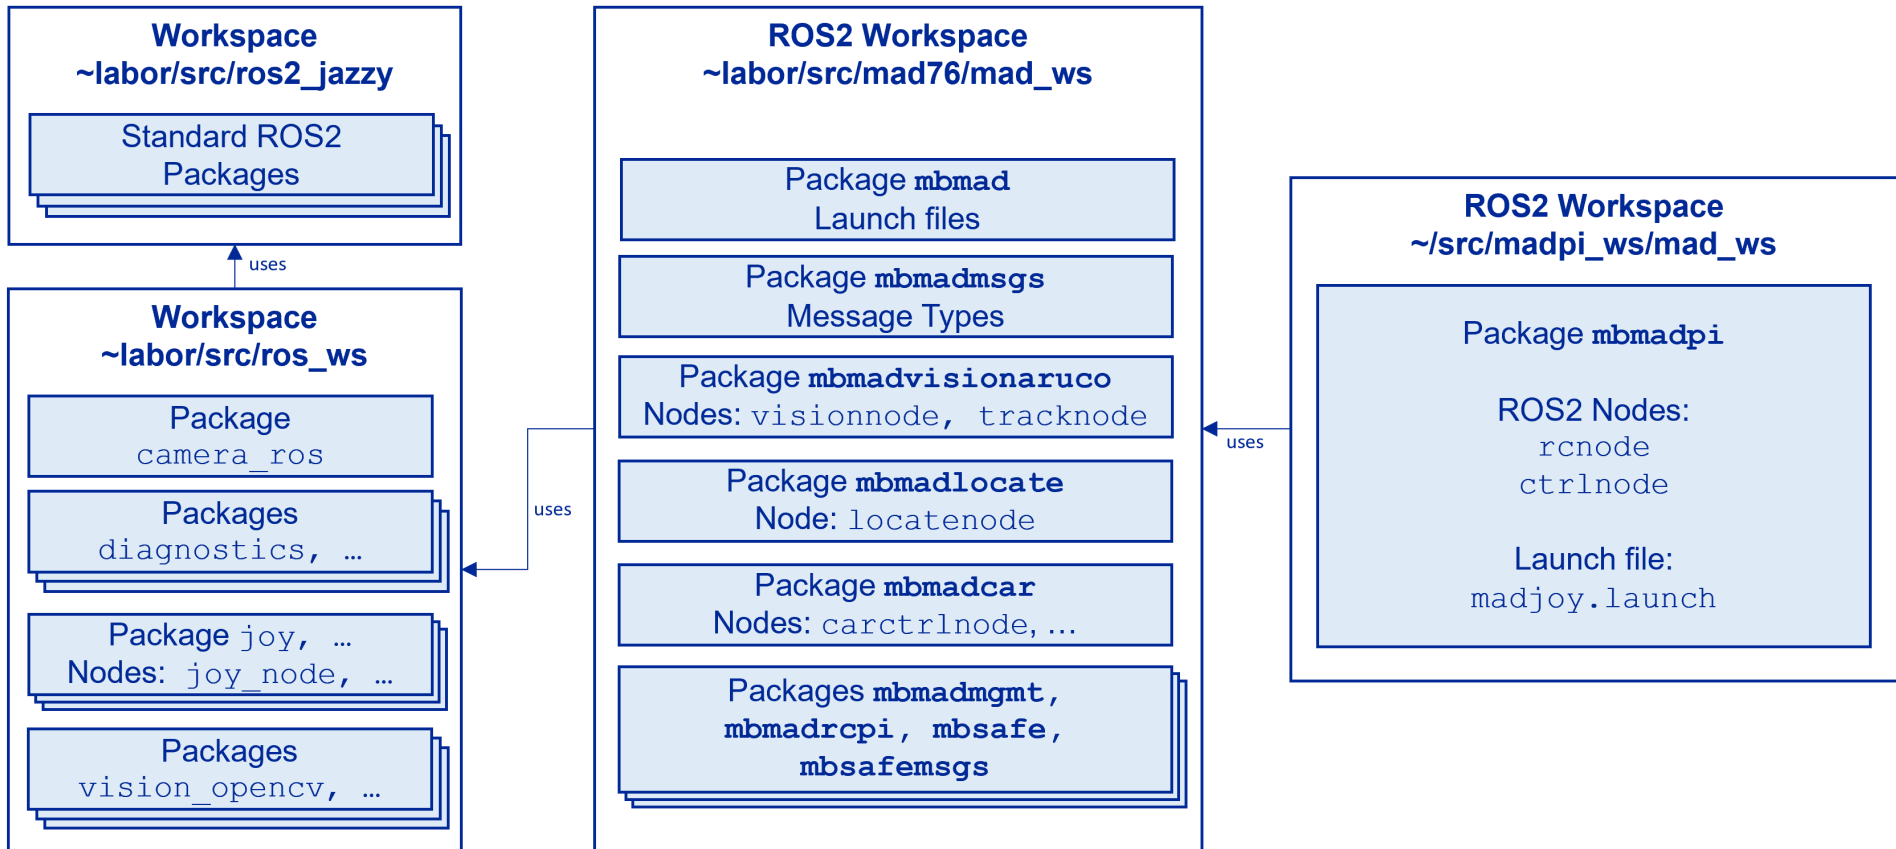 Workspace
~labor/src/ros2_jazzy
Standard ROS2
Packages
uses
Workspace
~labor/src/ros_ws
Package
camera_ros
Packages
diagnostics, …
Package joy, …
Nodes: joy_node, …
Packages
vision_opencv, …
uses
ROS2 Workspace
~labor/src/mad76/mad_ws
Package mbmad
Launch files
Package mbmadmsgs
Message Types
Package mbmadvisionaruco
Nodes: visionnode, tracknode
Package mbmadlocate
Node: locatenode
Package mbmadcar
Nodes: carctrlnode, …
Packages mbmadmgmt,
mbmadrcpi, mbsafe,
mbsafemsgs
uses
ROS2 Workspace
~/src/madpi_ws/mad_ws
Package mbmadpi
ROS2 Nodes:
rcnode
ctrlnode
Launch file:
madjoy.launch